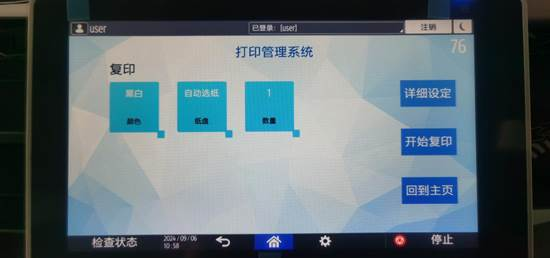 user
已登录: [user]
注销
打印管理系统
76
复印
黑白
颜色
自动选纸
纸盘
1
数量
详细设定
开始复印
回到主页
检查状态
2024/09/06
10:58
停止